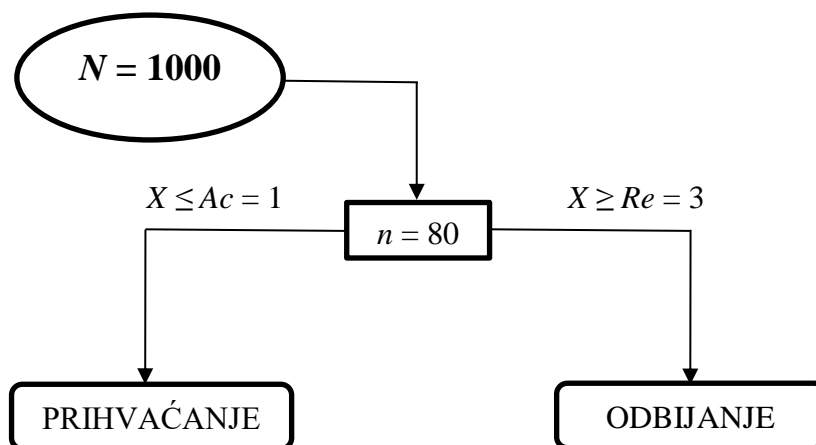 N = 1000
X ≤ Ac = 1
X ≥ Re = 3
n = 80
PRIHVAĆANJE
ODBIJANJE